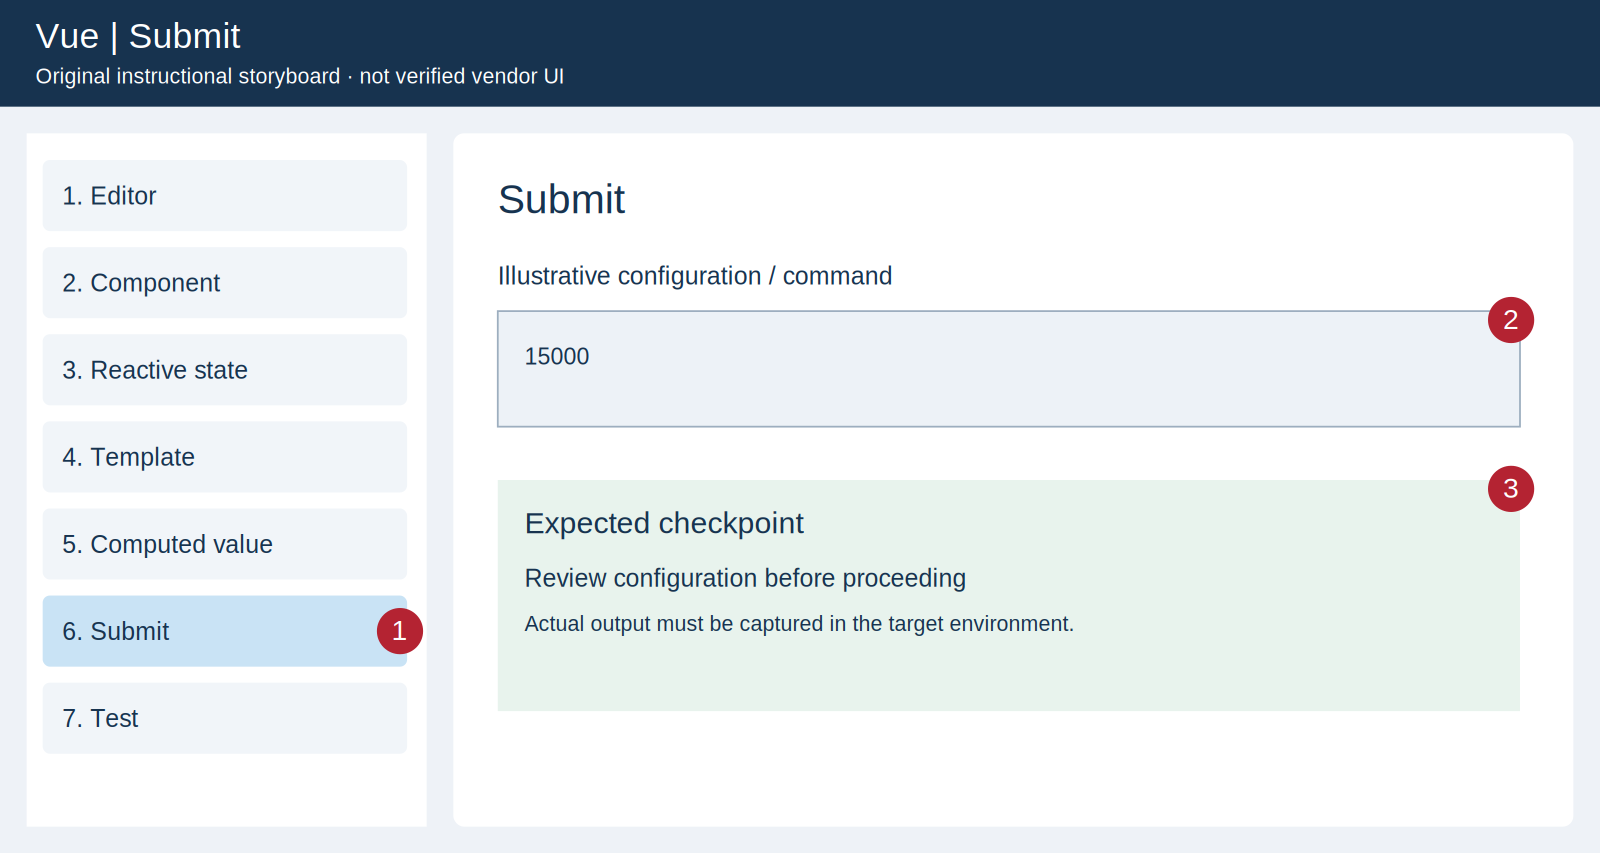 Vue | Submit
Original instructional storyboard · not verified vendor UI
1. Editor
2. Component
3. Reactive state
4. Template
5. Computed value
6. Submit
1
7. Test
Submit
Illustrative configuration / command
2
15000
3
Expected checkpoint
Review configuration before proceeding
Actual output must be captured in the target environment.